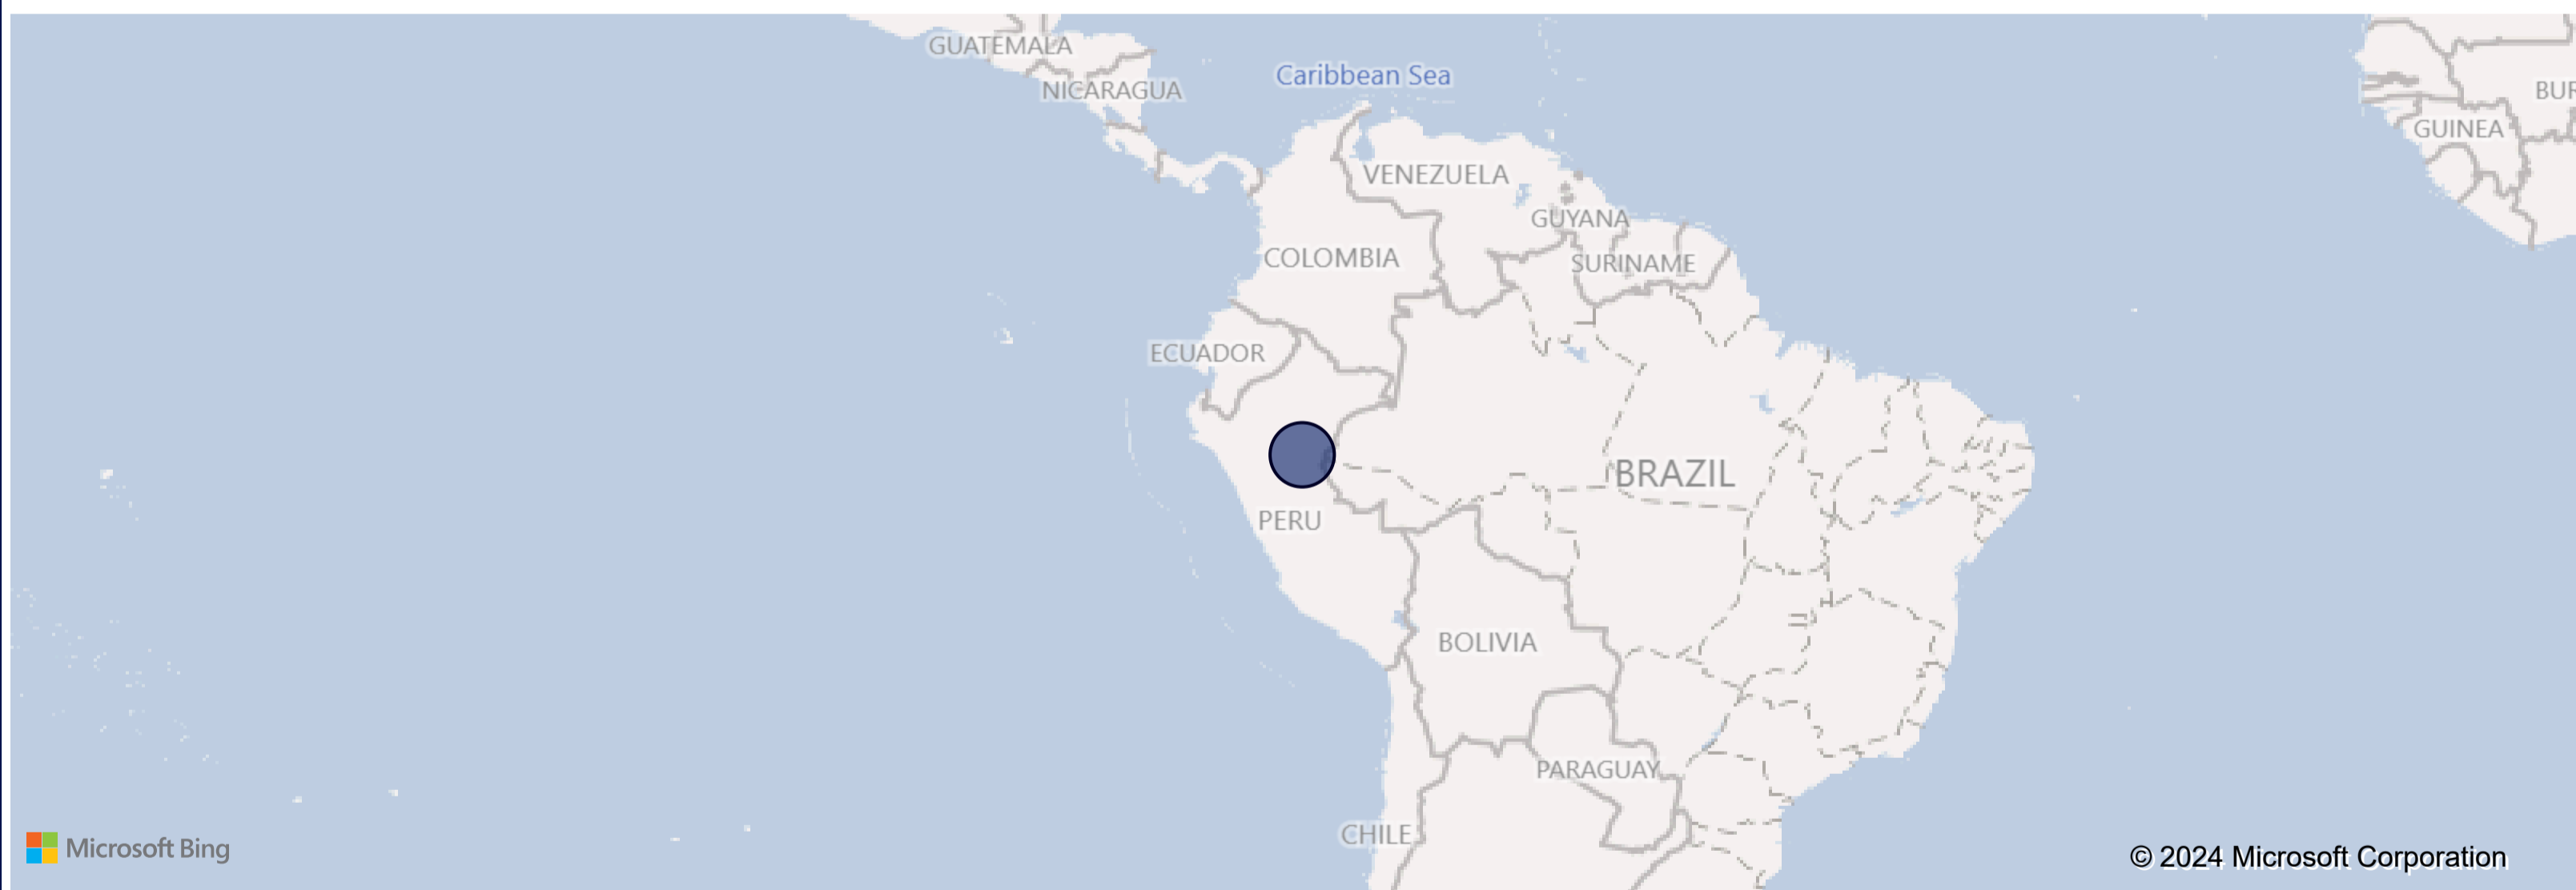 GUATEMALA
Caribbean Sea
NICARAGUA
BUR
GUINEA
VENEZUELA
GUYANA
COLOMBIA
SURINAME
ECUADOR
BRAZIL
PERU
BOLIVIA
PARAGUAY
CHILE
Microsoft Bing
© 2024 Microsoft Corporation